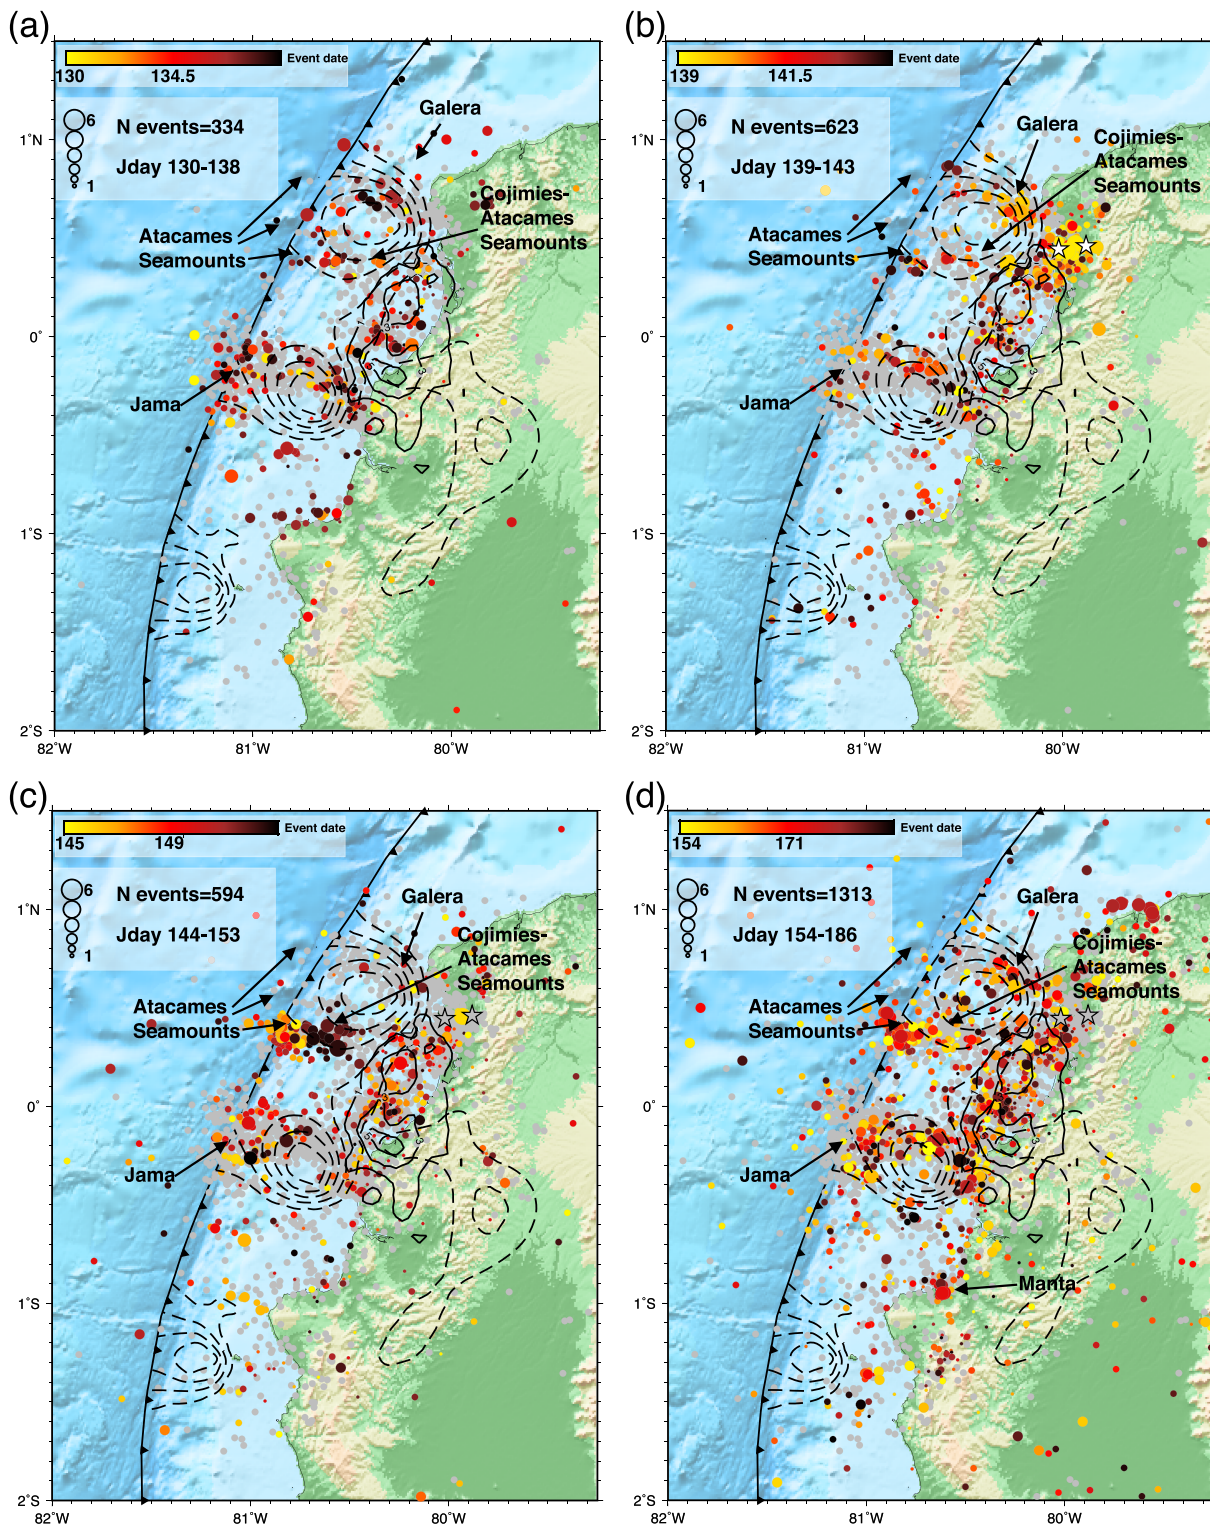 (a)
130
134.5
Event date
6
1
N events=334
Jday 130-138
Galera
Cojimies-
Atacames
Seamounts
Atacames
Seamounts
Jama
1˚N
0˚
1˚S
2˚S
82˚W
81˚W
80˚W
(b)
139
141.5
Event date
6
1
N events=623
Jday 139-143
Galera
Cojimies-
Atacames
Seamounts
Atacames
Seamounts
Jama
1˚N
0˚
1˚S
2˚S
82˚W
81˚W
80˚W
(c)
145
149
Event date
6
1
N events=594
Jday 144-153
Galera
Cojimies-
Atacames
Seamounts
Atacames
Seamounts
Jama
1˚N
0˚
1˚S
2˚S
82˚W
81˚W
80˚W
(d)
154
171
Event date
6
1
N events=1313
Jday 154-186
Galera
Cojimies-
Atacames
Seamounts
Atacames
Seamounts
Jama
Manta
1˚N
0˚
1˚S
2˚S
82˚W
81˚W
80˚W